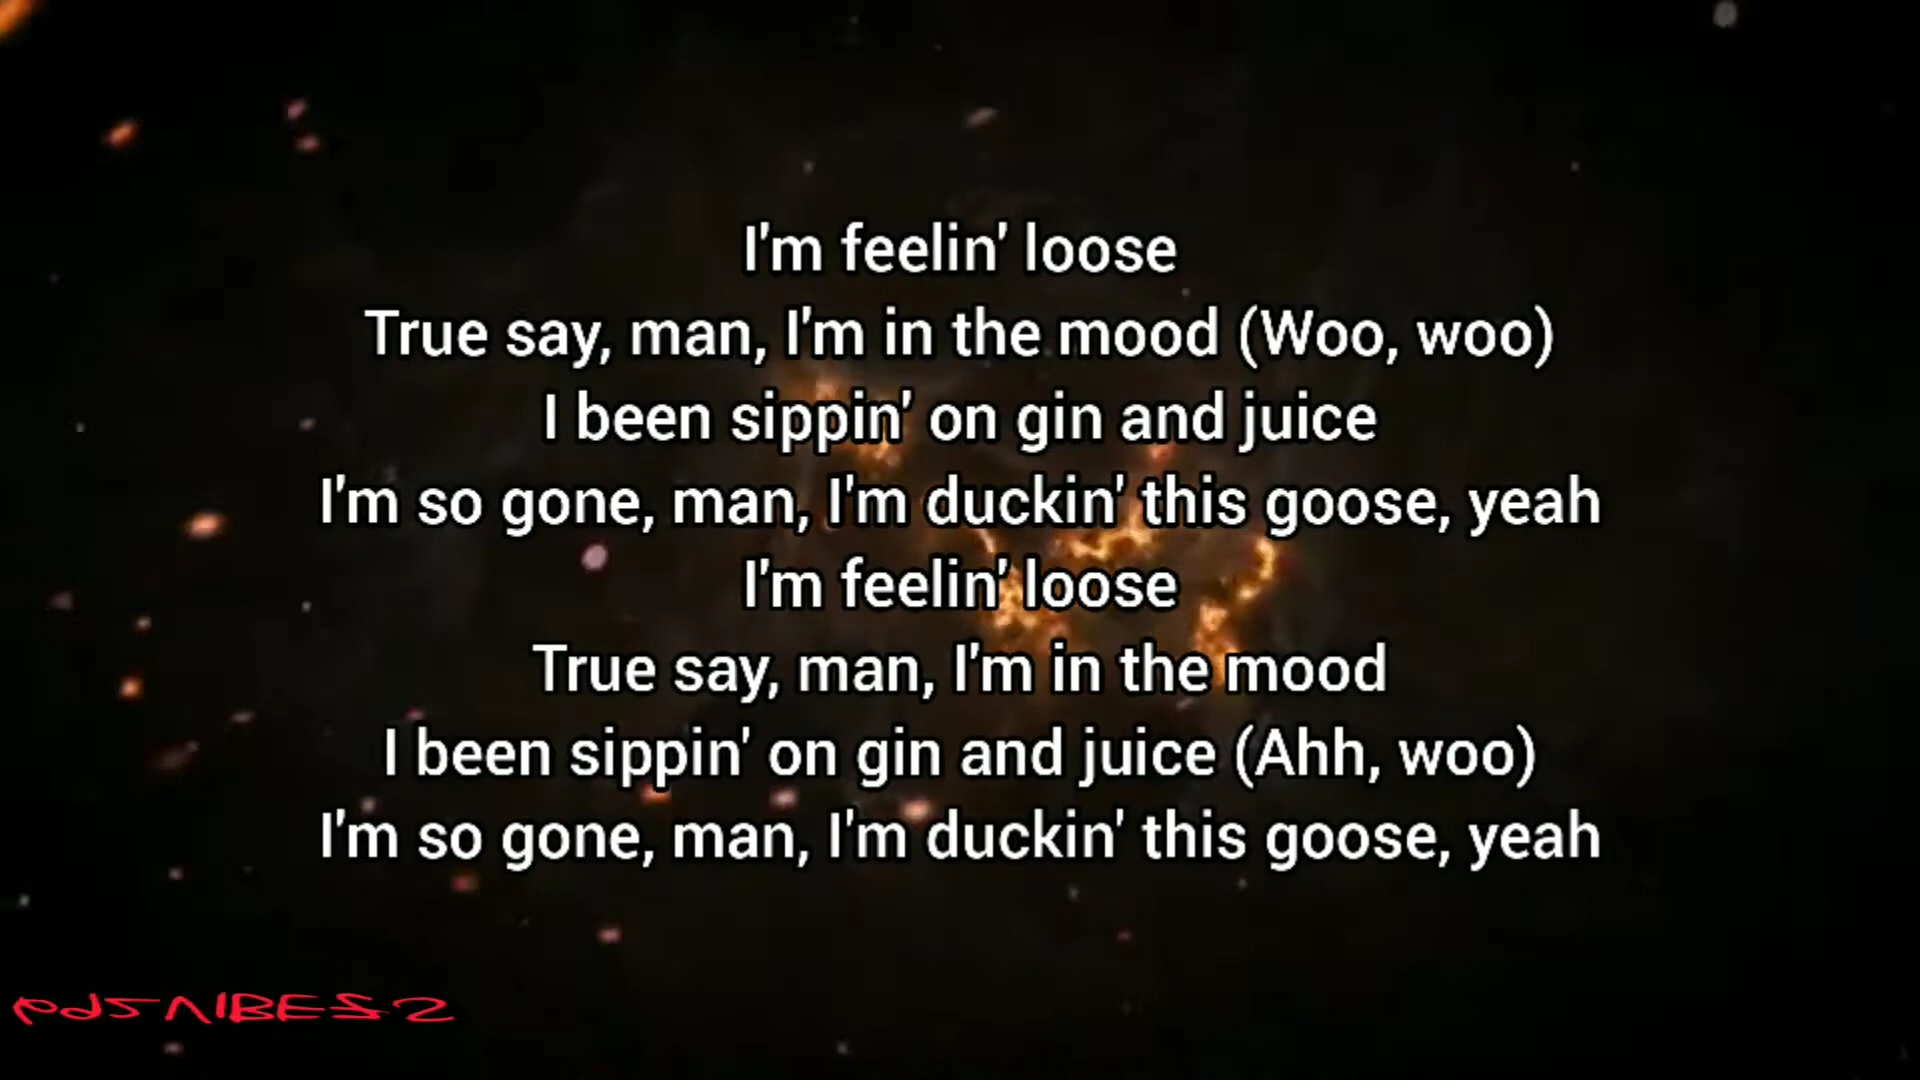 I'm feelin' loose
True say, man, I'm in the mood (Woo, woo)
I been sippin' on gin and juice
I'm so gone, man, I'm duckin' this goose, yeah
I'm feelin' loose
True say, man, I'm in the mood
I been sippin' on gin and juice (Ahh, woo)
I'm so gone, man, I'm duckin' this goose, yeah